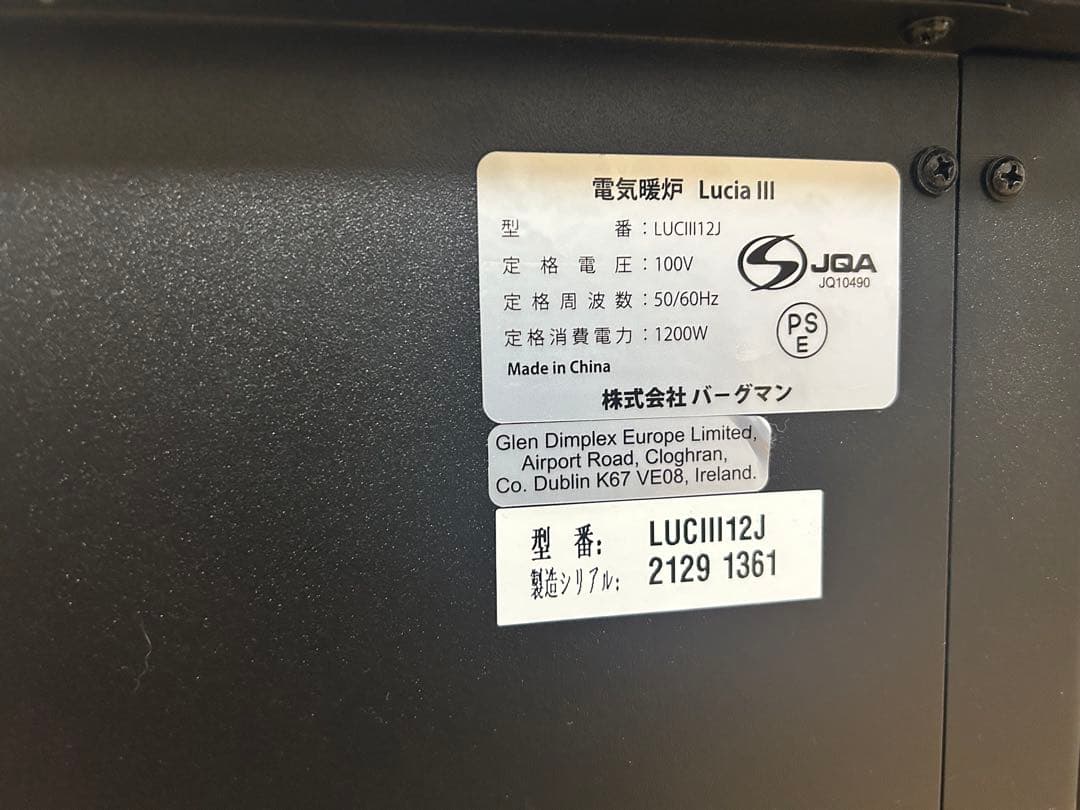 電気暖炉 Lucia III
型番：LUCIII12J
定格電圧：100V
定格周波数：50/60Hz
定格消費電力：1200W
JQA
JQ10490
PS
E
Made in China
株式会社 バーグマン
Glen Dimplex Europe Limited,
Airport Road, Cloghran,
Co. Dublin K67 VE08, Ireland.
型番: LUCIII12J
製造シリアル: 2129 1361